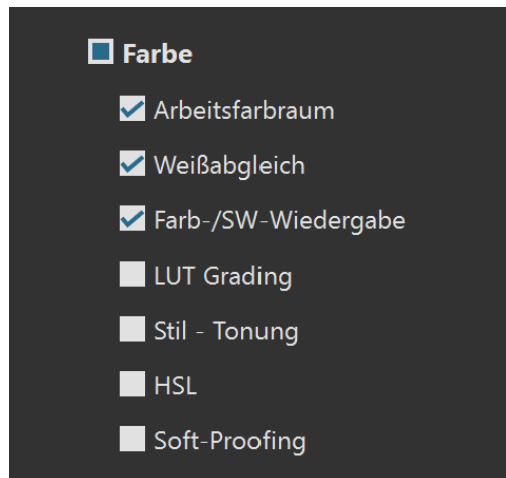 Farbe
Arbeitsfarbraum
Weißabgleich
Farb-/SW-Wiedergabe
LUT Grading
Stil - Tonung
HSL
Soft-Proofing